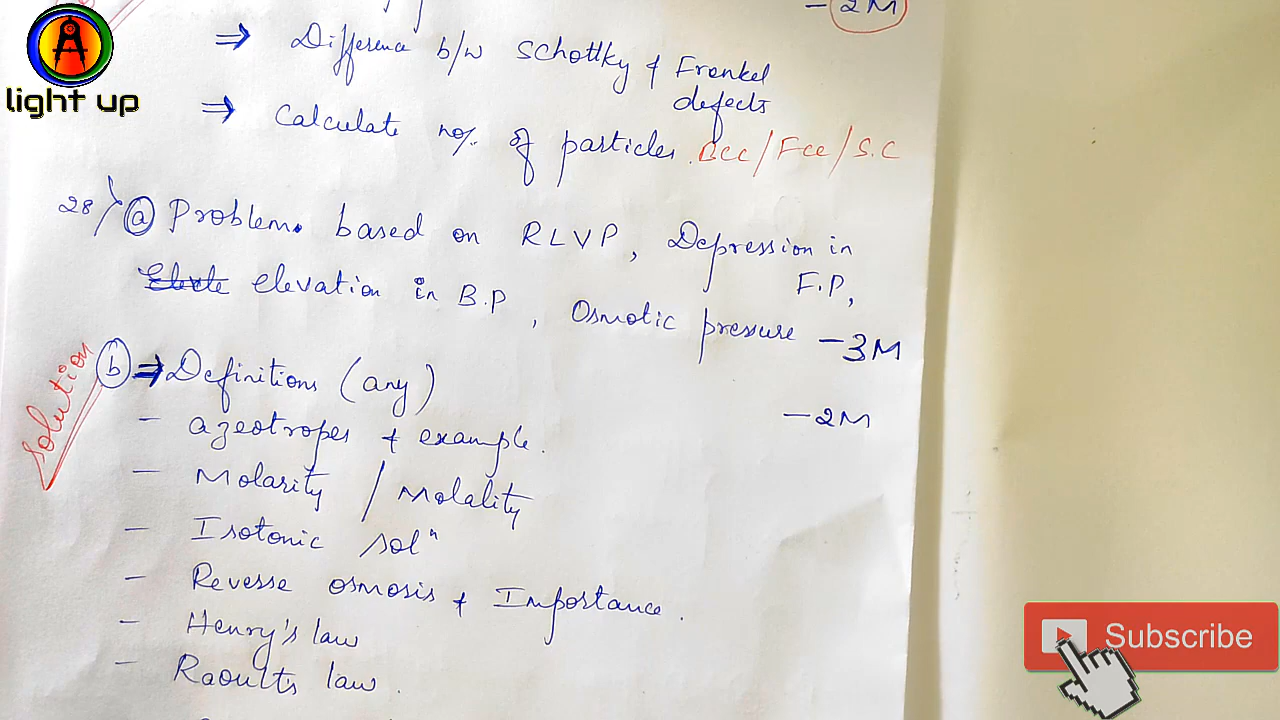 - 2M
light up
⇒ Difference b/w Schottky & Frenkel
defects
⇒ Calculate no. of particles. Bcc/Fcc/S.C
28) a Problems based on RLVP, Depression in
F.P,
elevation in B.P, Osmotic pressure -3M
Solution
b ⇒ Definitions (any) -2M
- azeotropes & example.
- Molarity / Molality
- Isotonic solⁿ
- Reverse osmosis & Importance.
- Henry's law
- Raoults law.
Subscribe